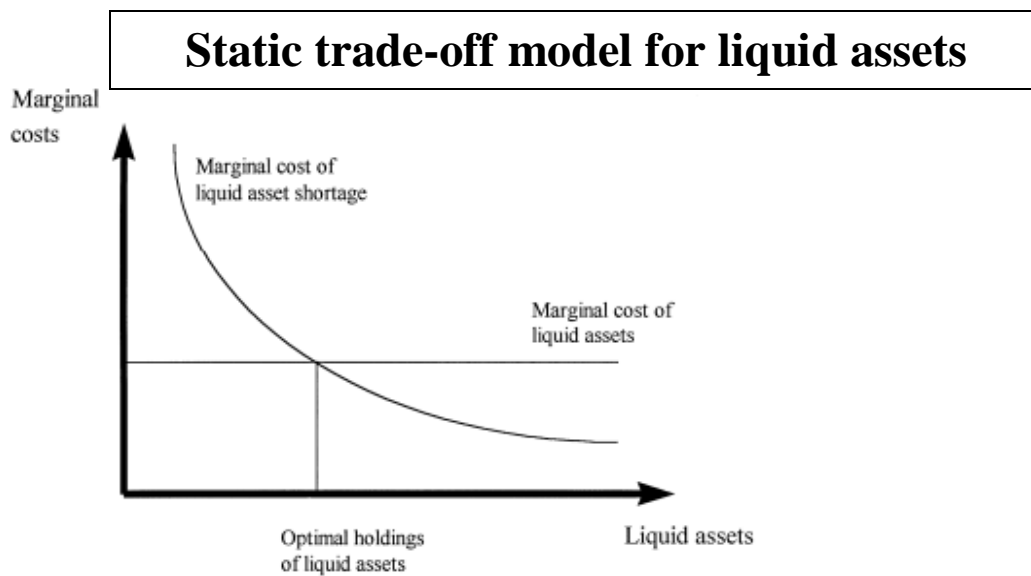 Static trade-off model for liquid assets
Marginal
costs
Marginal cost of
liquid asset shortage
Marginal cost of
liquid assets
Optimal holdings
of liquid assets
Liquid assets